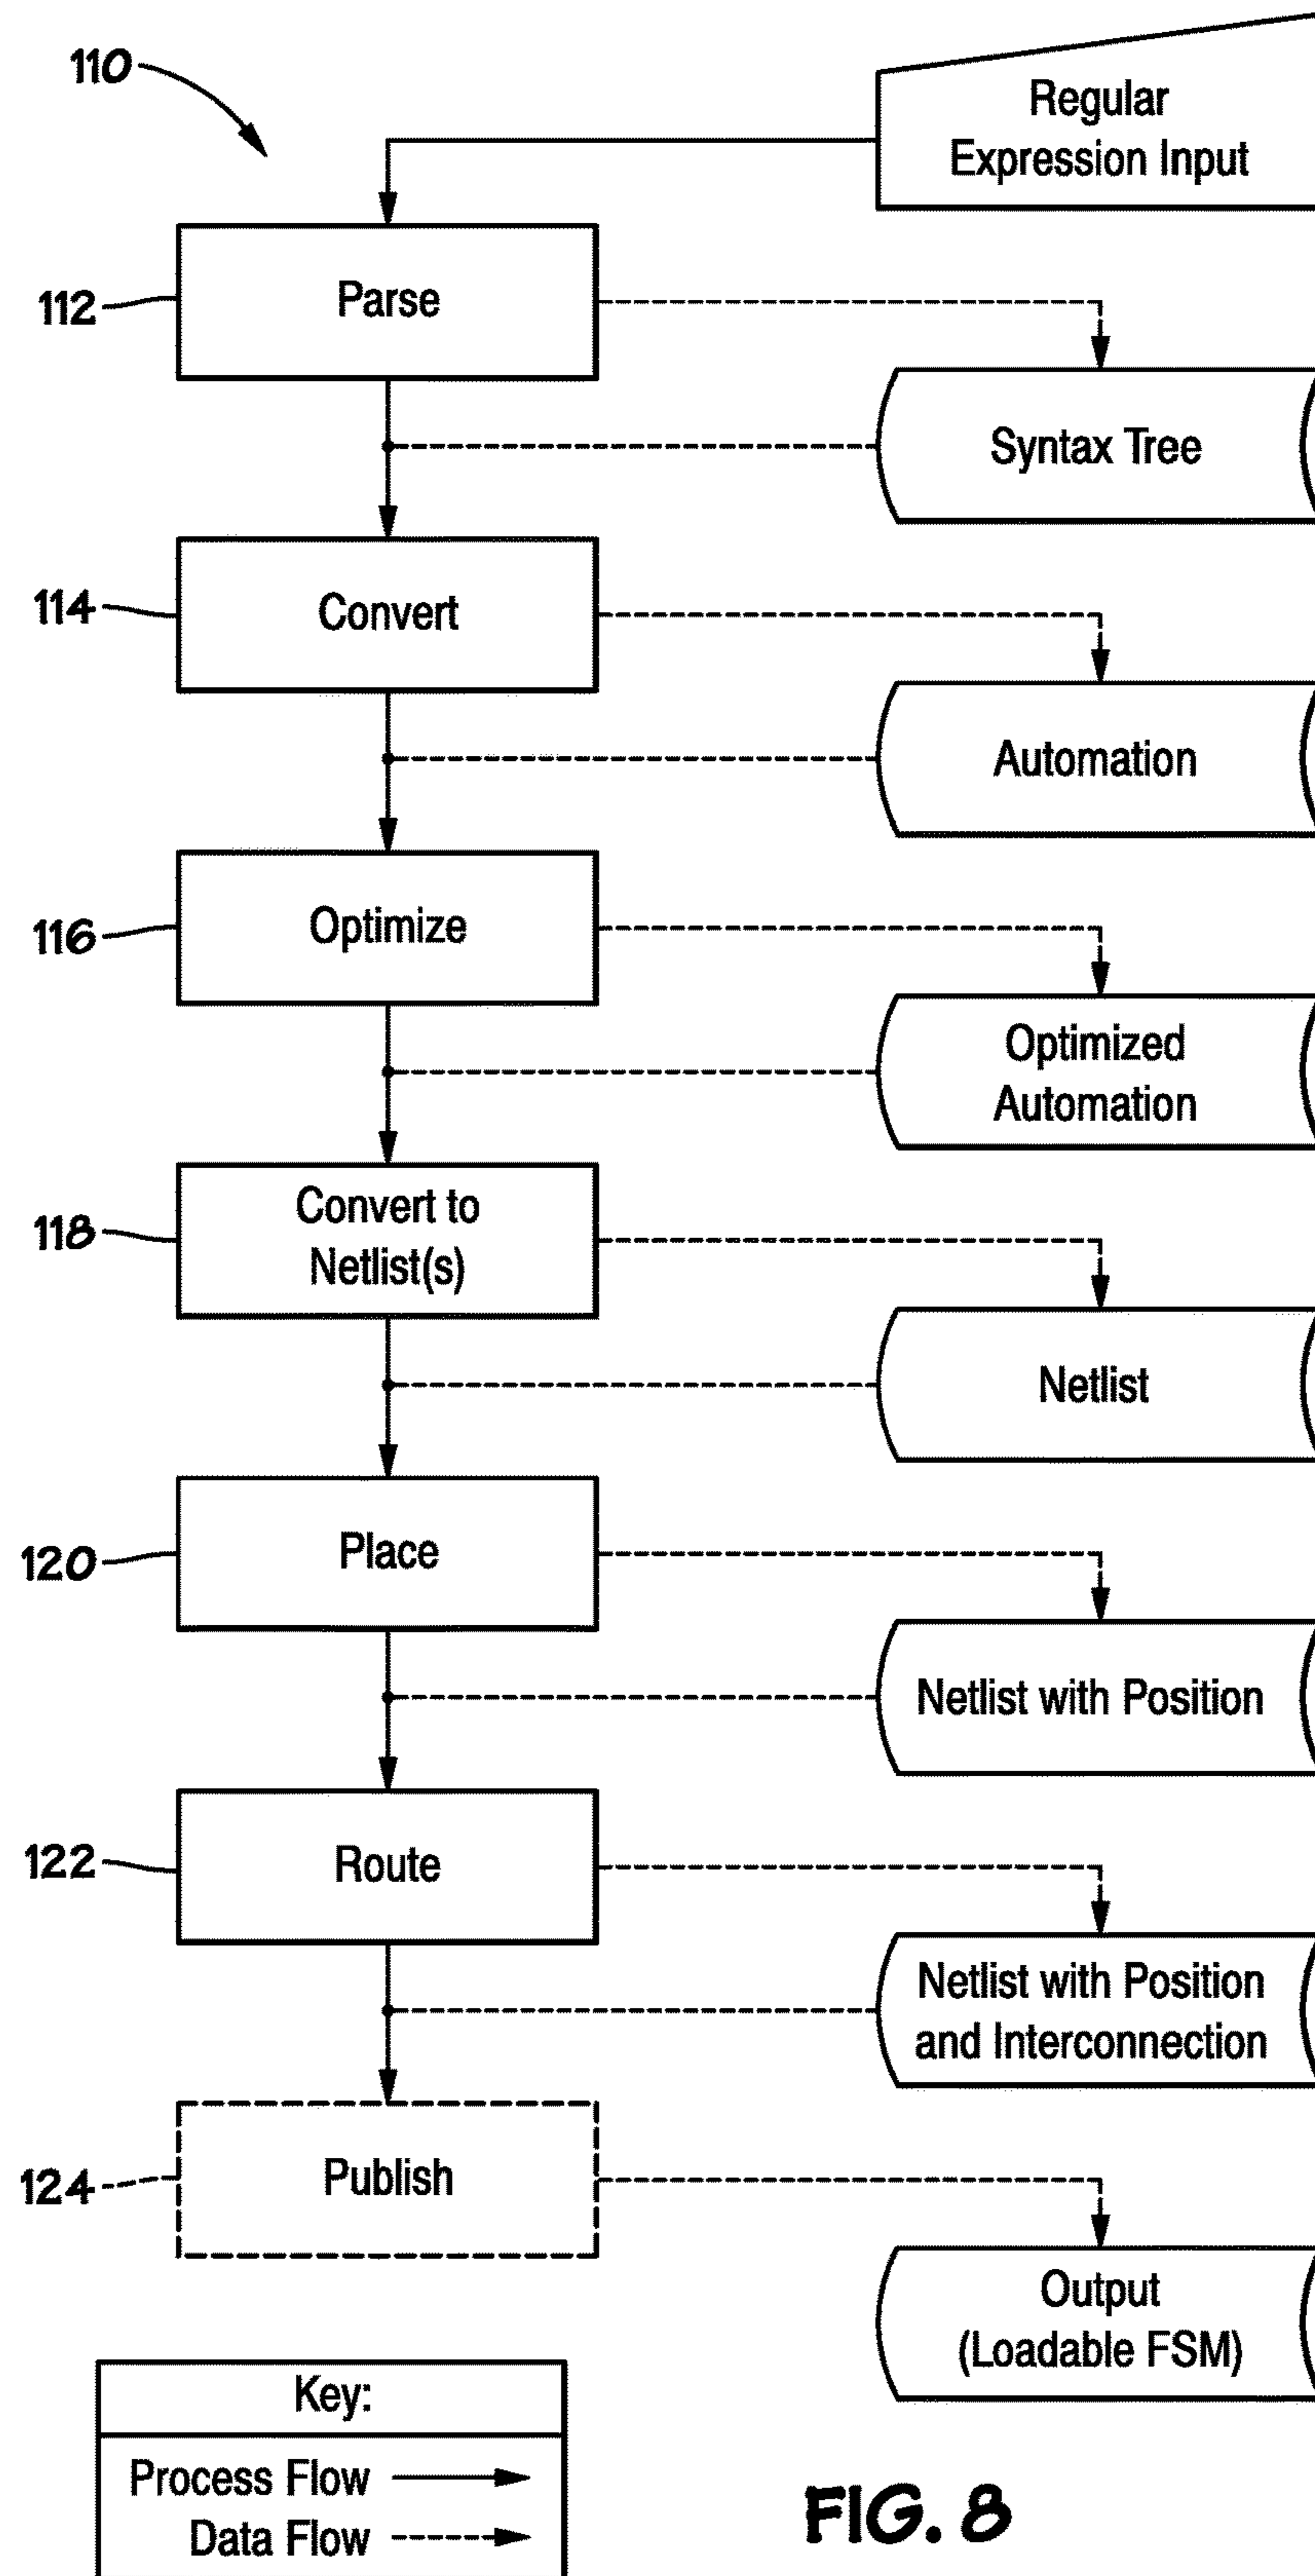 110
Regular
Expression Input
112
Parse
Syntax Tree
114
Convert
Automation
116
Optimize
Optimized
Automation
118
Convert to
Netlist(s)
Netlist
120
Place
Netlist with Position
122
Route
Netlist with Position
and Interconnection
124
Publish
Output
(Loadable FSM)
Key:
Process Flow
Data Flow
FIG. 8